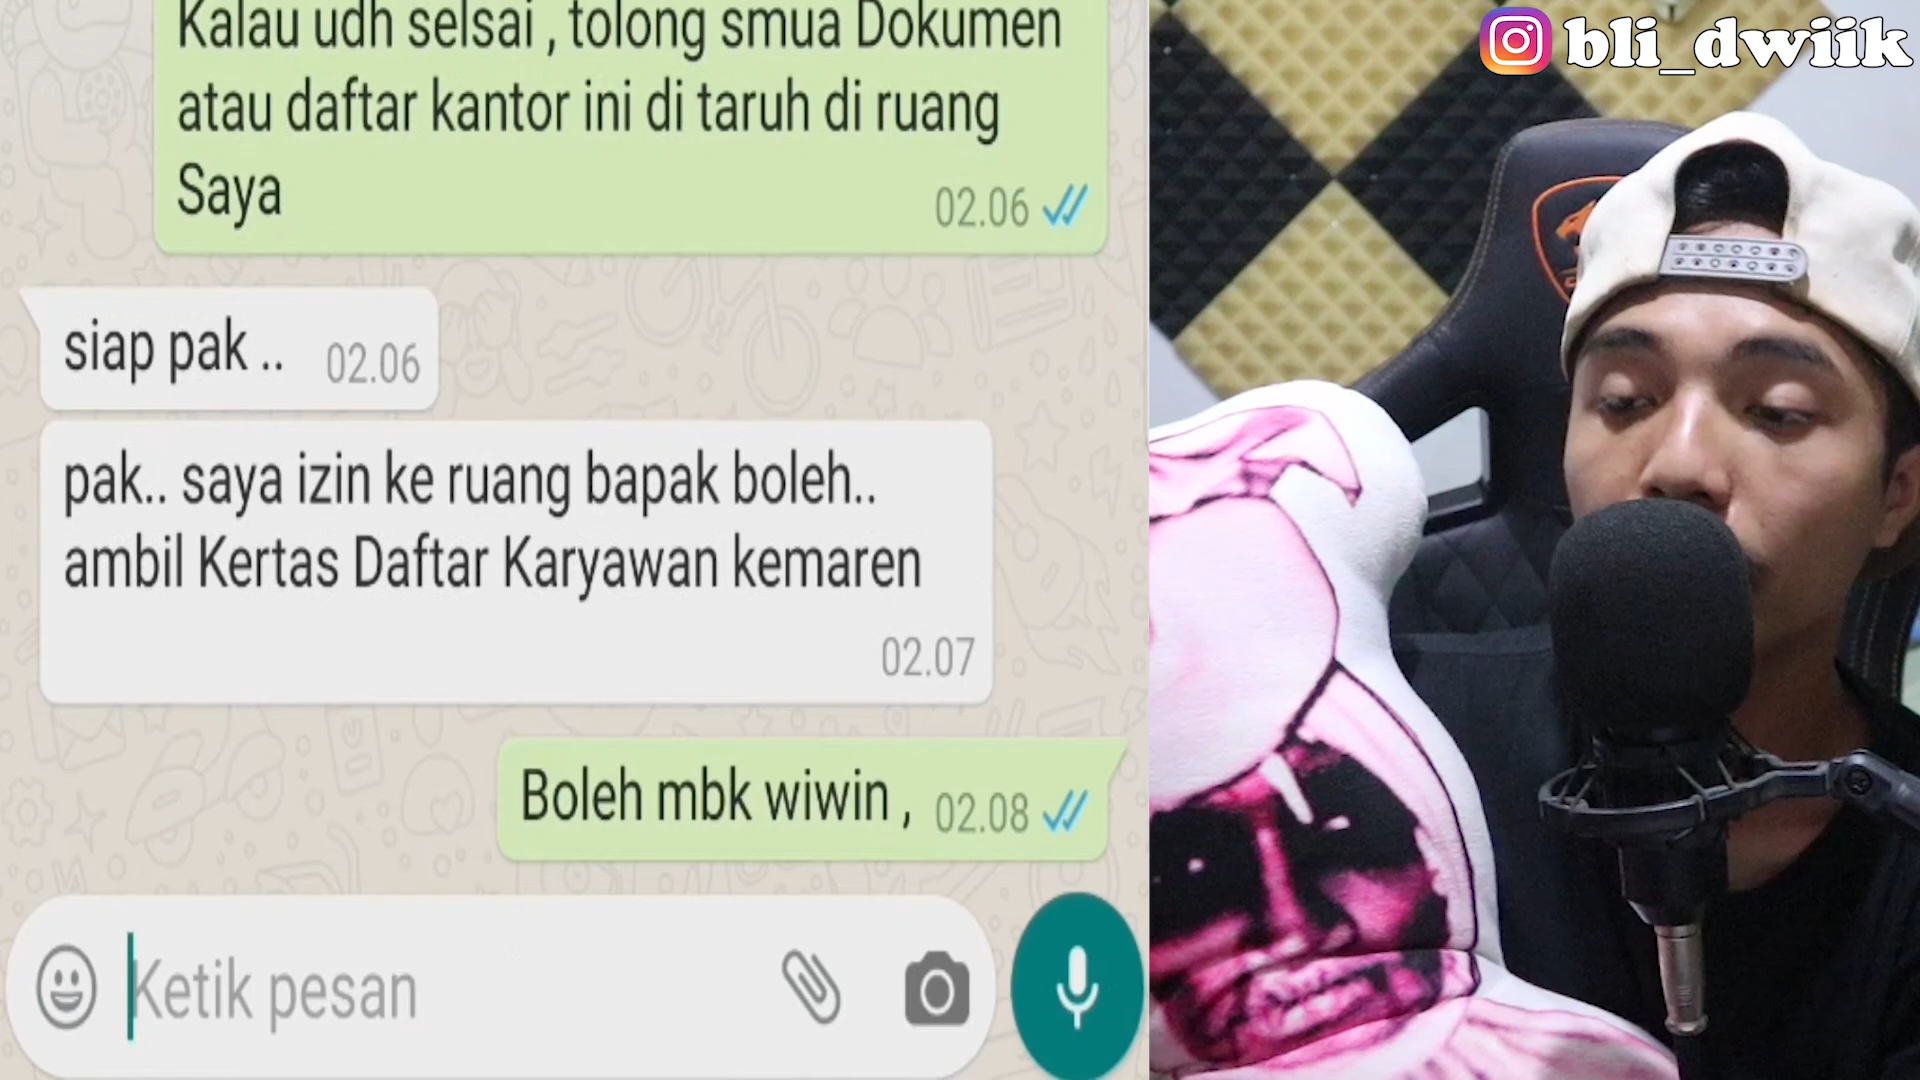 Kalau udh selsai , tolong smua Dokumen
atau daftar kantor ini di taruh di ruang
Saya
02.06
siap pak ..
02.06
pak.. saya izin ke ruang bapak boleh..
ambil Kertas Daftar Karyawan kemaren
02.07
Boleh mbk wiwin ,
02.08
Ketik pesan
bli_dwiik